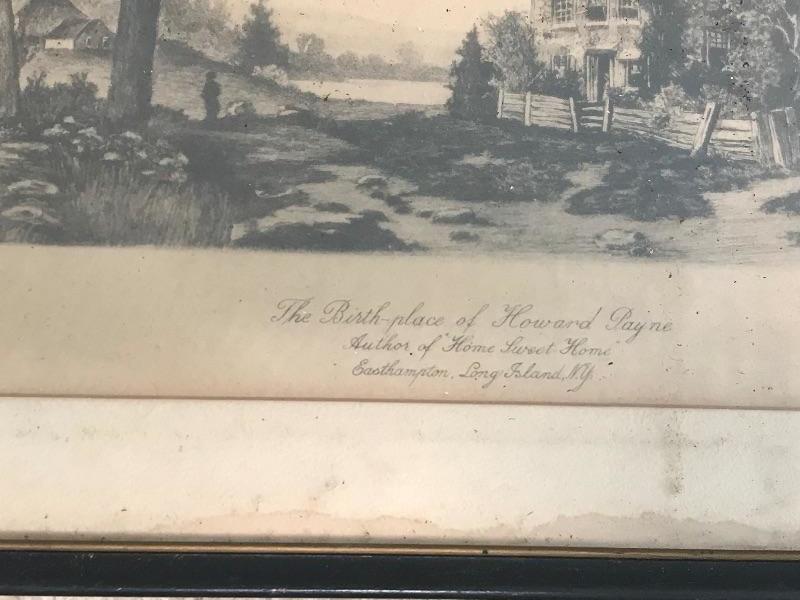 The Birth-place of Howard Payne
Author of "Home Sweet Home"
Easthampton, Long Island, N.Y.